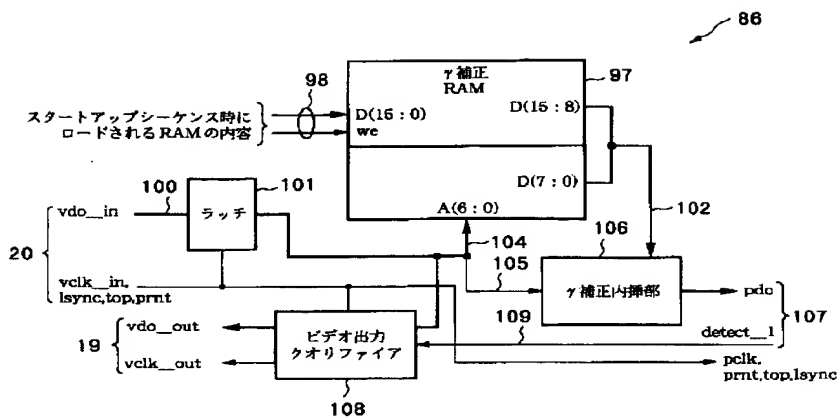 86
γ補正
RAM
97
98
スタートアップシーケンス時に
ロードされるRAMの内容
D(15 : 0)
we
D(15 : 8)
D(7 : 0)
A(6 : 0)
100
101
vdo_in
ラッチ
20
vclk_in,
lsync,top,prnt
104
105
102
106
γ補正内挿部
pdo
107
detect_1
109
19
vdo_out
vclk_out
ビデオ出力
クオリファイア
108
pclk,
prnt,top,lsync